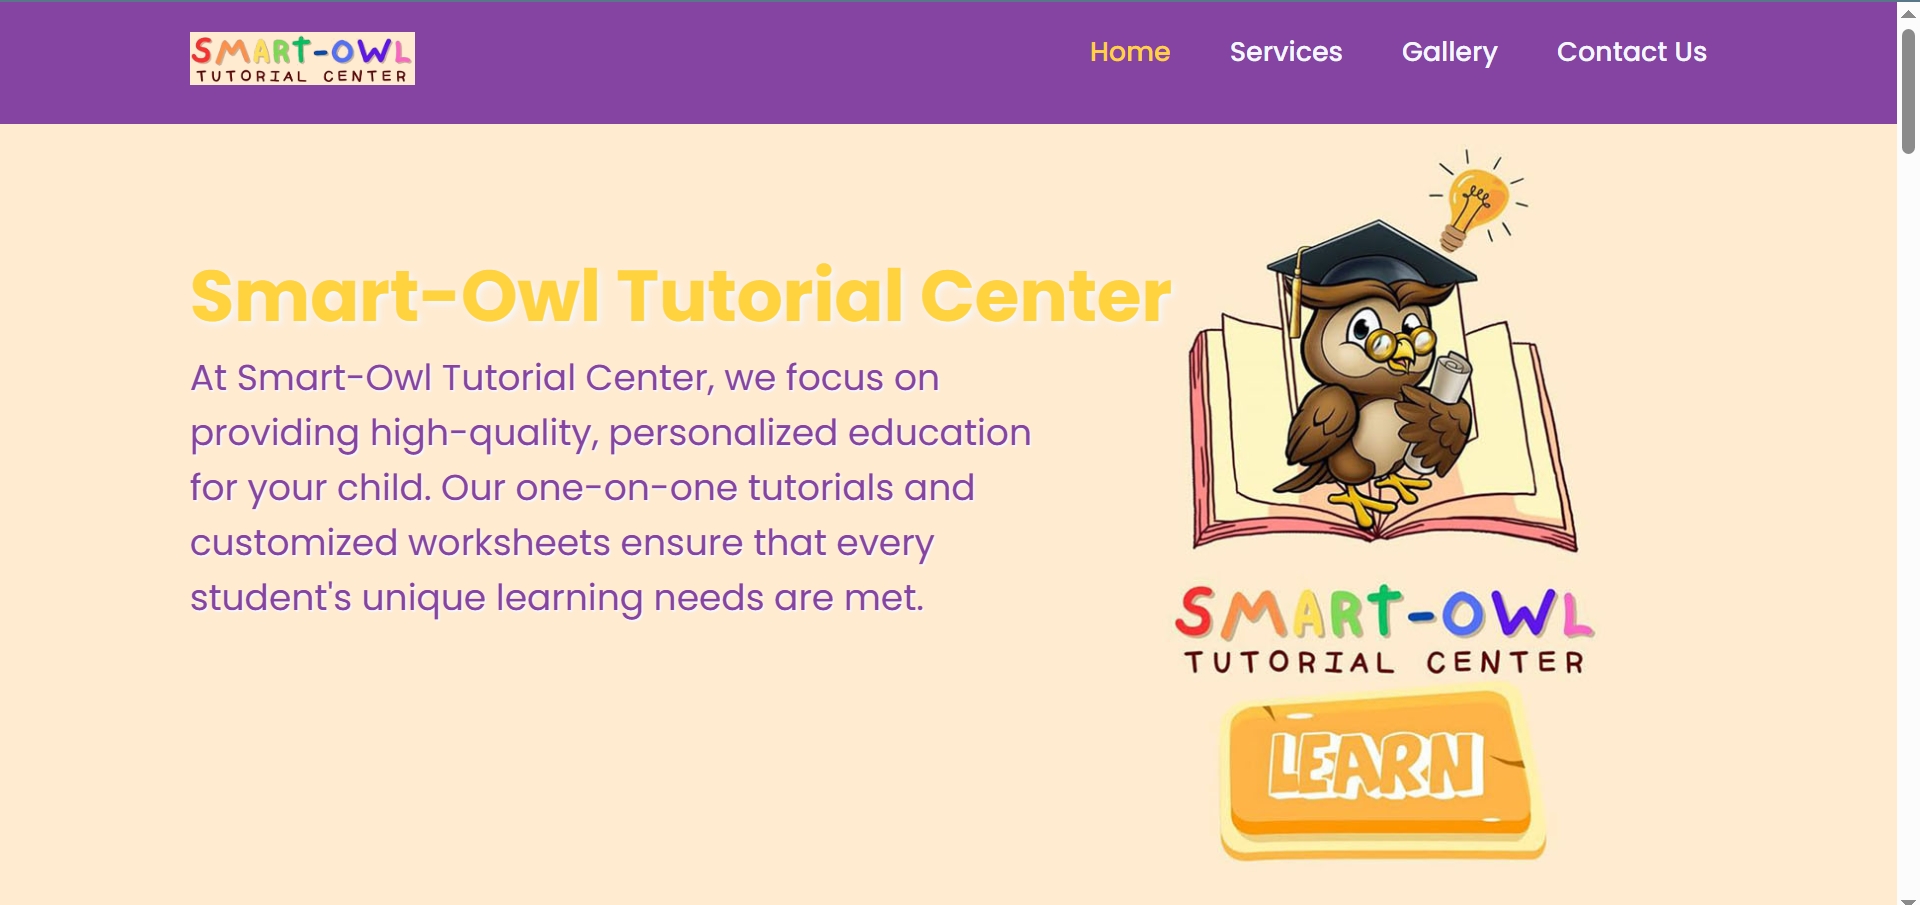 SMART-OWL
TUTORIAL CENTER
Home Services Gallery Contact Us
Smart-Owl Tutorial Center
At Smart-Owl Tutorial Center, we focus on
providing high-quality, personalized education
for your child. Our one-on-one tutorials and
customized worksheets ensure that every
student's unique learning needs are met.
SMART-OWL
TUTORIAL CENTER
LEARN